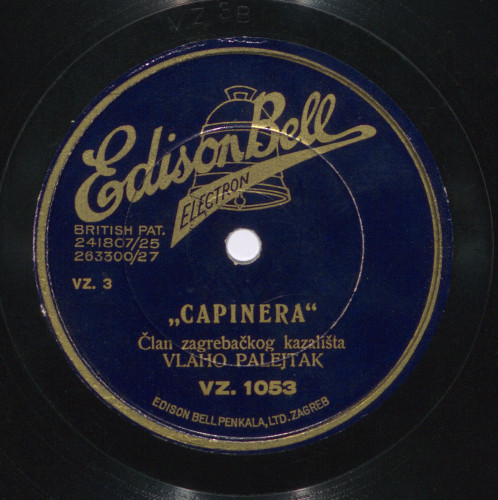 VZ 3B
Edison Bell
ELECTRON
BRITISH PAT.
241807/25
263300/27
VZ. 3
„CAPINERA“
Član zagrebačkog kazališta
VLAHO PALEJTAK
VZ. 1053
EDISON BELL PENKALA, LTD. ZAGREB